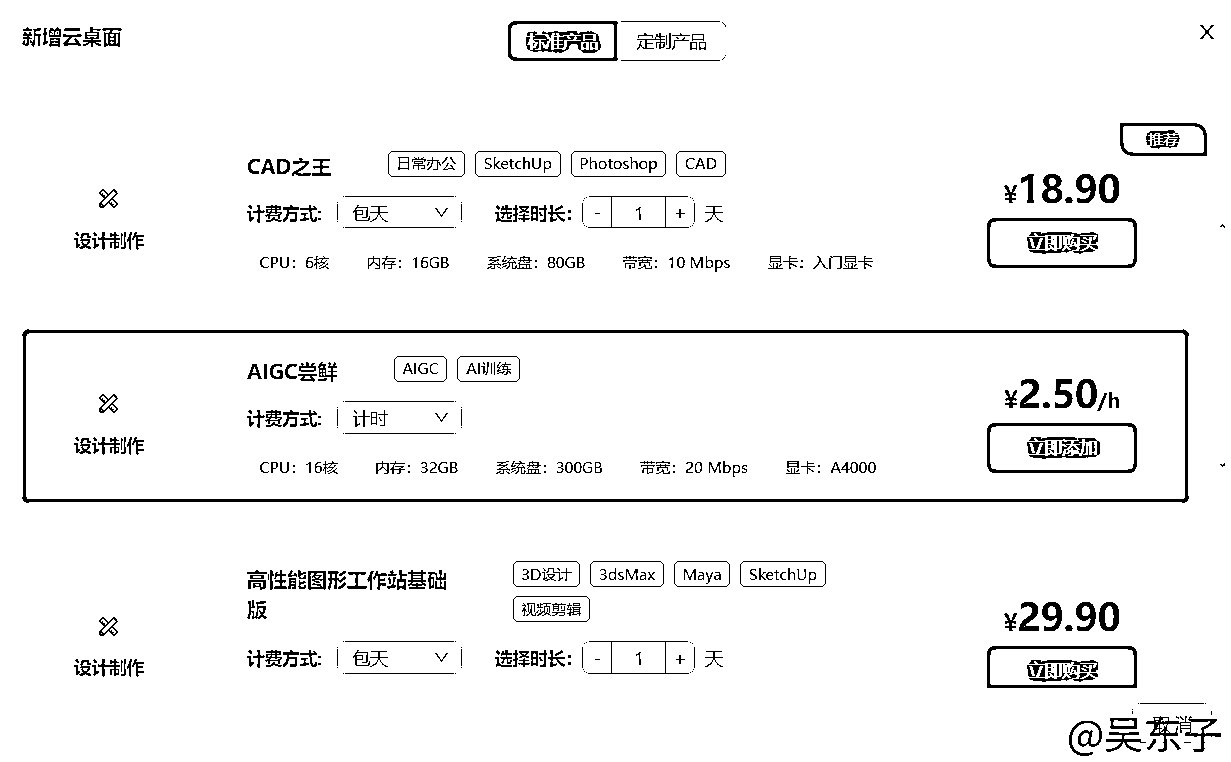 新增云桌面
标准产品 定制产品 X
推荐
CAD之王 日常办公 SketchUp Photoshop CAD
¥18.90
设计制作
计费方式: 包天 选择时长: - 1 + 天
立即购买
CPU: 6核 内存: 16GB 系统盘: 80GB 带宽: 10 Mbps 显卡: 入门显卡
AIGC尝鲜 AIGC AI训练
¥2.50/h
设计制作
计费方式: 计时
立即添加
CPU: 16核 内存: 32GB 系统盘: 300GB 带宽: 20 Mbps 显卡: A4000
高性能图形工作站基础
版
3D设计 3dsMax Maya SketchUp
视频剪辑
¥29.90
设计制作
计费方式: 包天 选择时长: - 1 + 天
立即购买
取消
@吴东子